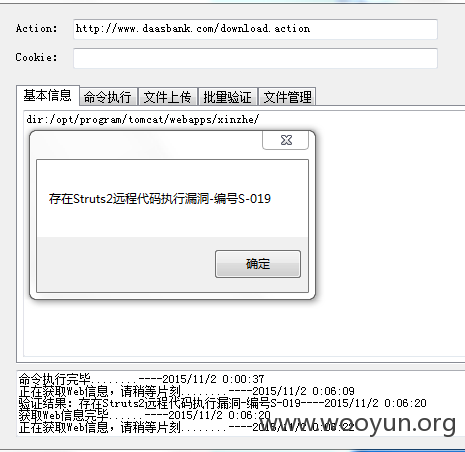 Action: http://www.daasbank.com/download.action
Cookie:
基本信息 命令执行 文件上传 批量验证 文件管理
dir:/opt/program/tomcat/webapps/xinzhe/
存在Struts2远程代码执行漏洞-编号S-019
确定
命令执行完毕........----2015/11/2 0:00:37
正在获取Web信息，请稍等片刻........----2015/11/2 0:06:09
验证结果：存在Struts2远程代码执行漏洞-编号S-019----2015/11/2 0:06:20
获取Web信息完毕......----2015/11/2 0:06:20
正在获取Web信息，请稍等片刻........----2015/11/2 0:06:22
www.wooyun.org